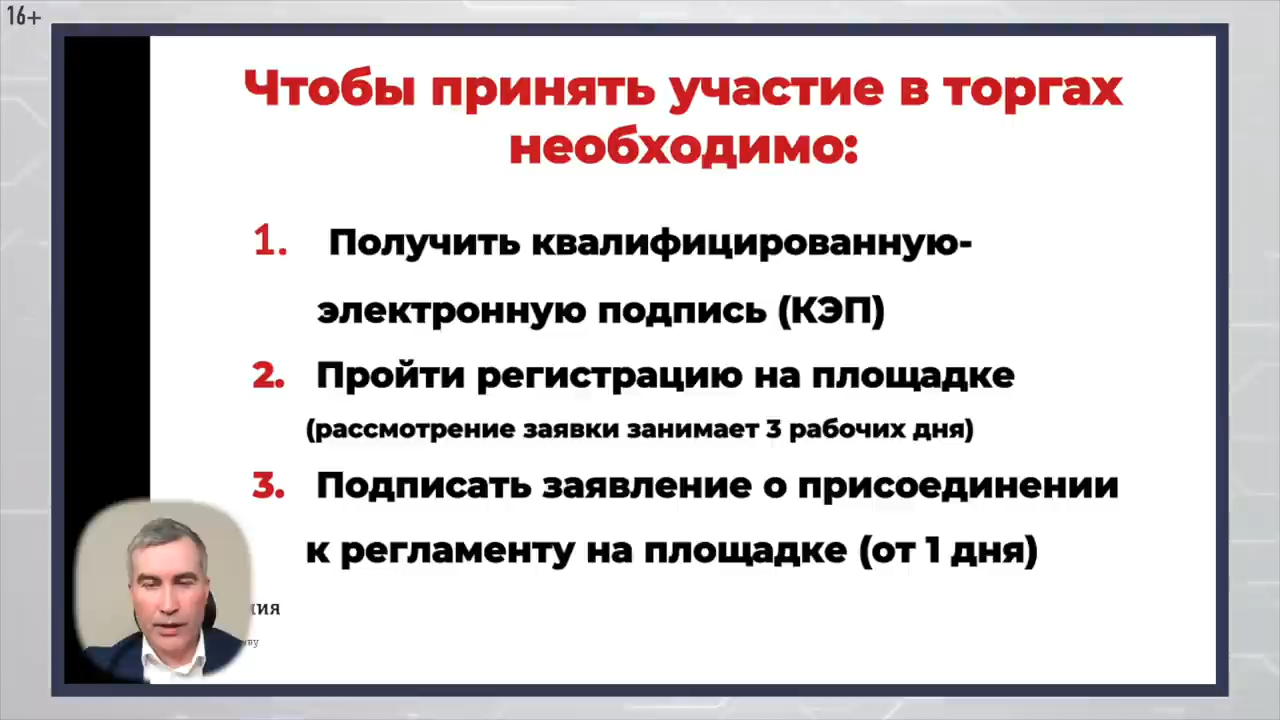 16+
Чтобы принять участие в торгах
необходимо:
1. Получить квалифицированную-
электронную подпись (КЭП)
2. Пройти регистрацию на площадке
(рассмотрение заявки занимает 3 рабочих дня)
3. Подписать заявление о присоединении
к регламенту на площадке (от 1 дня)